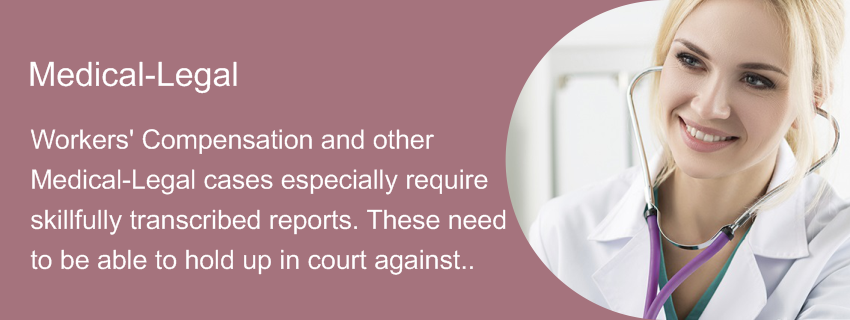 Medical-Legal
Workers' Compensation and other
Medical-Legal cases especially require
skillfully transcribed reports. These need
to be able to hold up in court against..